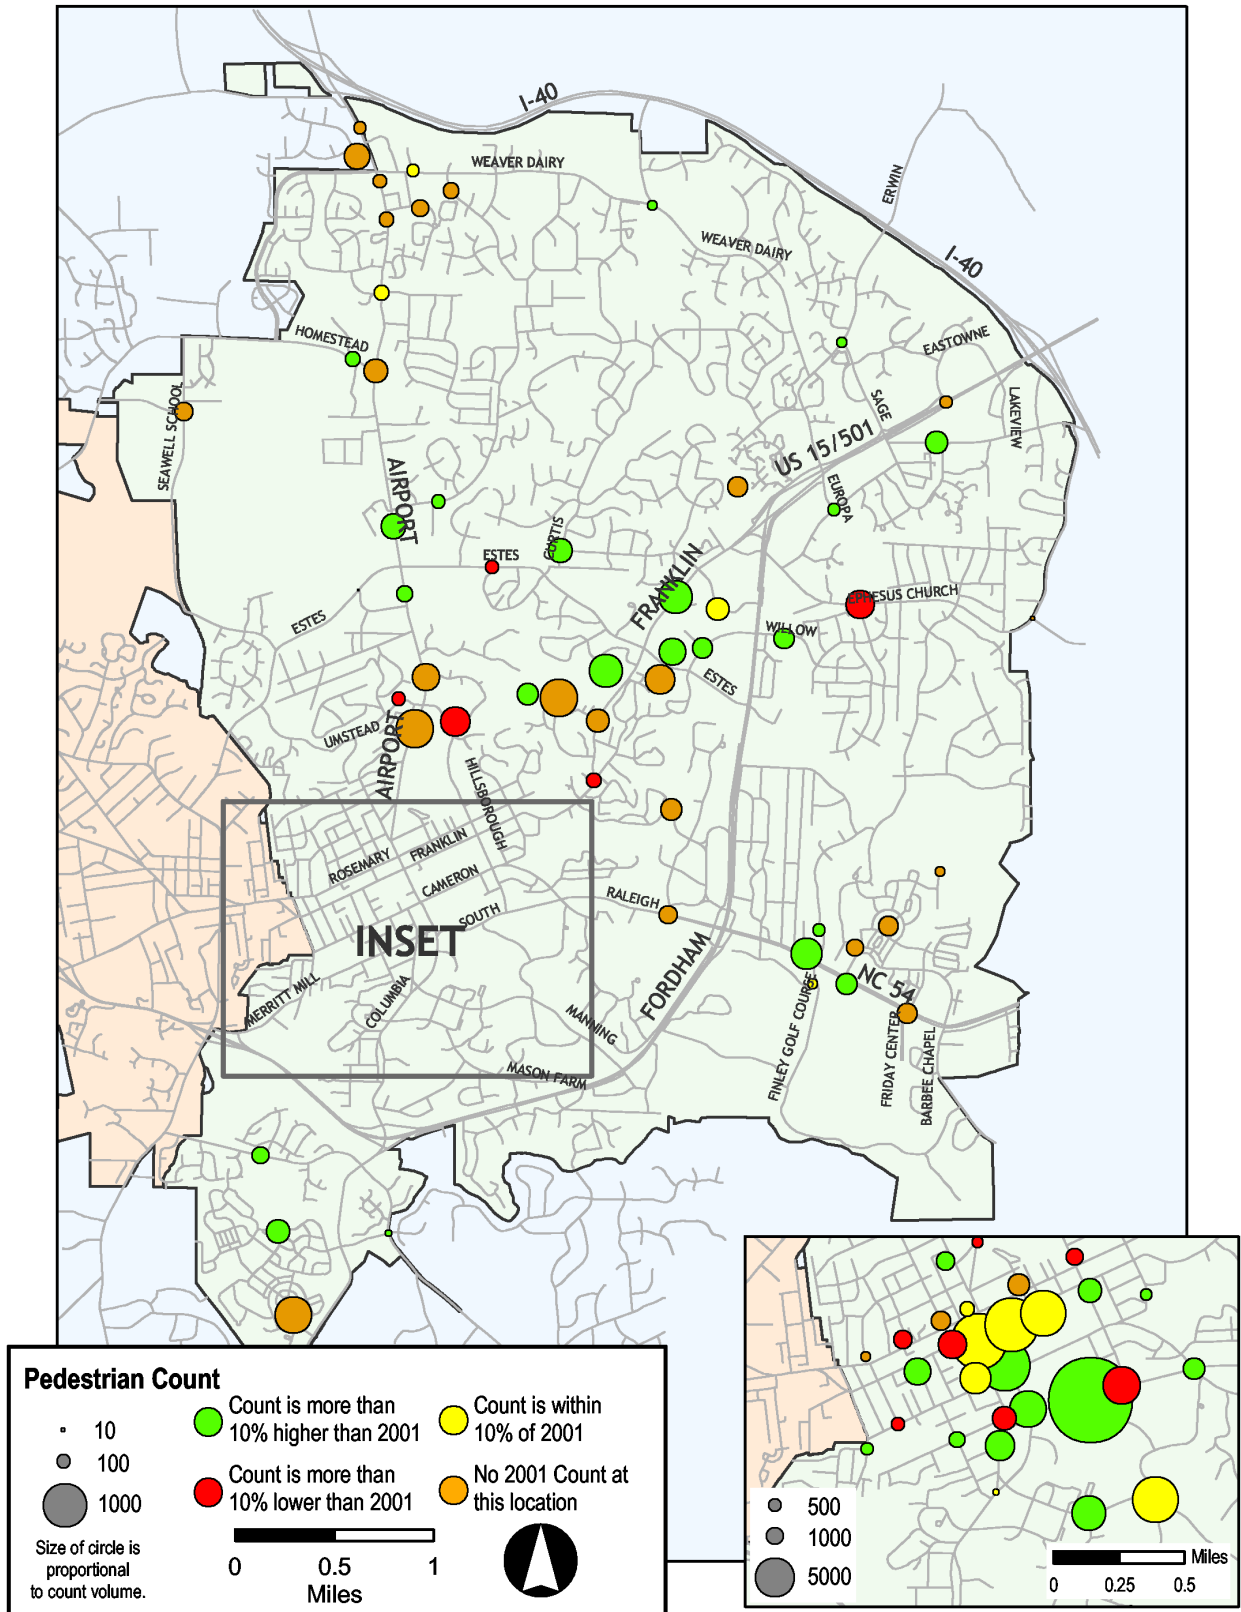 I-40
WEAVER DAIRY
ERWIN
WEAVER DAIRY
I-40
HOMESTEAD
EASTOWNE
SEAWELL SCHOOL
SAGE
LAKEVIEW
US 15/501
AIRPORT
EUROPA
CURTIS
ESTES
FRANKLIN
EPHESUS CHURCH
ESTES
WILLOW
ESTES
UMSTEAD
AIRPORT
HILLSBOROUGH
ROSEMARY
FRANKLIN
CAMERON
RALEIGH
SOUTH
INSET
FORDHAM
NC 54
MERRITT MILL
COLUMBIA
MANNING
FINLEY GOLF COURSE
FRIDAY CENTER
BARBEE CHAPEL
MASON FARM
Pedestrian Count
10
100
1000
Size of circle is
proportional
to count volume.
Count is more than
10% higher than 2001
Count is within
10% of 2001
Count is more than
10% lower than 2001
No 2001 Count at
this location
0 0.5 1
Miles
500
1000
5000
Miles
0 0.25 0.5